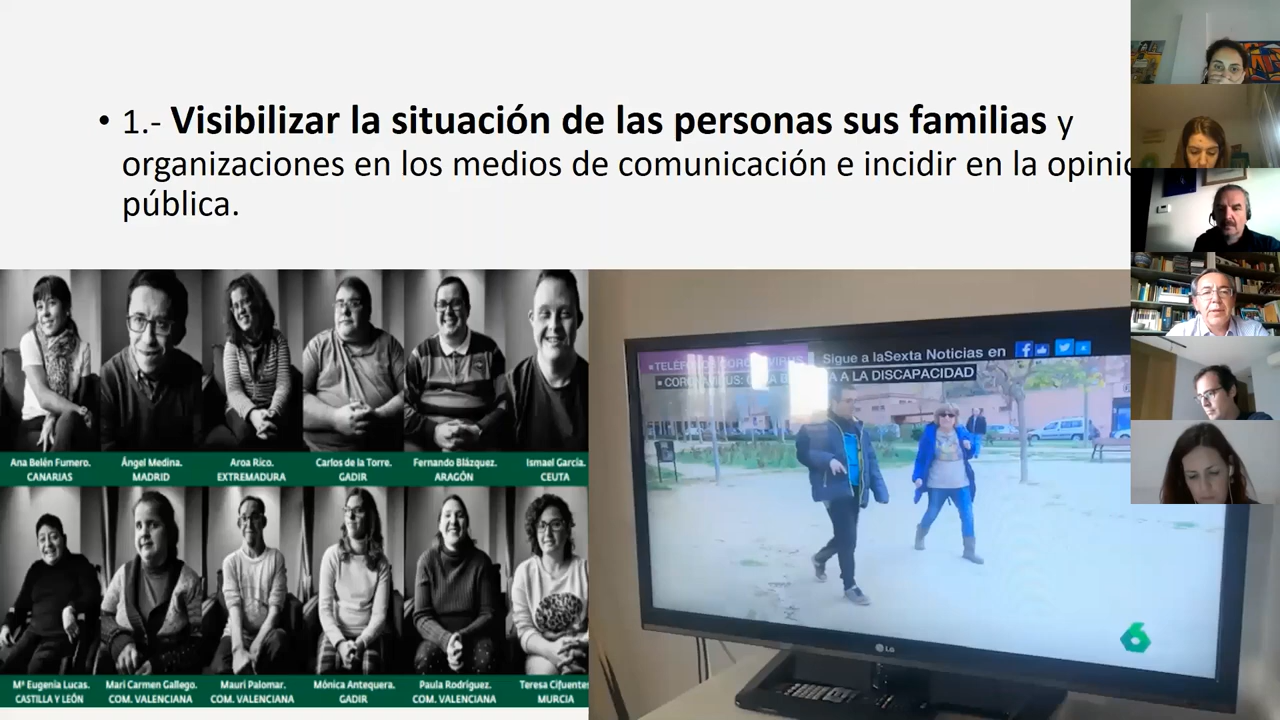 • 1.- Visibilizar la situación de las personas sus familias y
organizaciones en los medios de comunicación e incidir en la
pública.
Ana Belén Fumero.
CANARIAS
Ángel Medina.
MADRID
Aroa Rico.
EXTREMADURA
Carlos de la Torre.
GADIR
Fernando Blázquez.
ARAGÓN
Ismael García.
CEUTA
Mª Eugenia Lucas.
CASTILLA Y LEÓN
Mari Carmen Gallego.
COM. VALENCIANA
Mauri Palomar.
COM. VALENCIANA
Mónica Antequera.
GADIR
Paula Rodríguez.
COM. VALENCIANA
Teresa Cifuentes
MURCIA
Sigue a laSexta Noticias en
A LA DISCAPACIDAD
LG